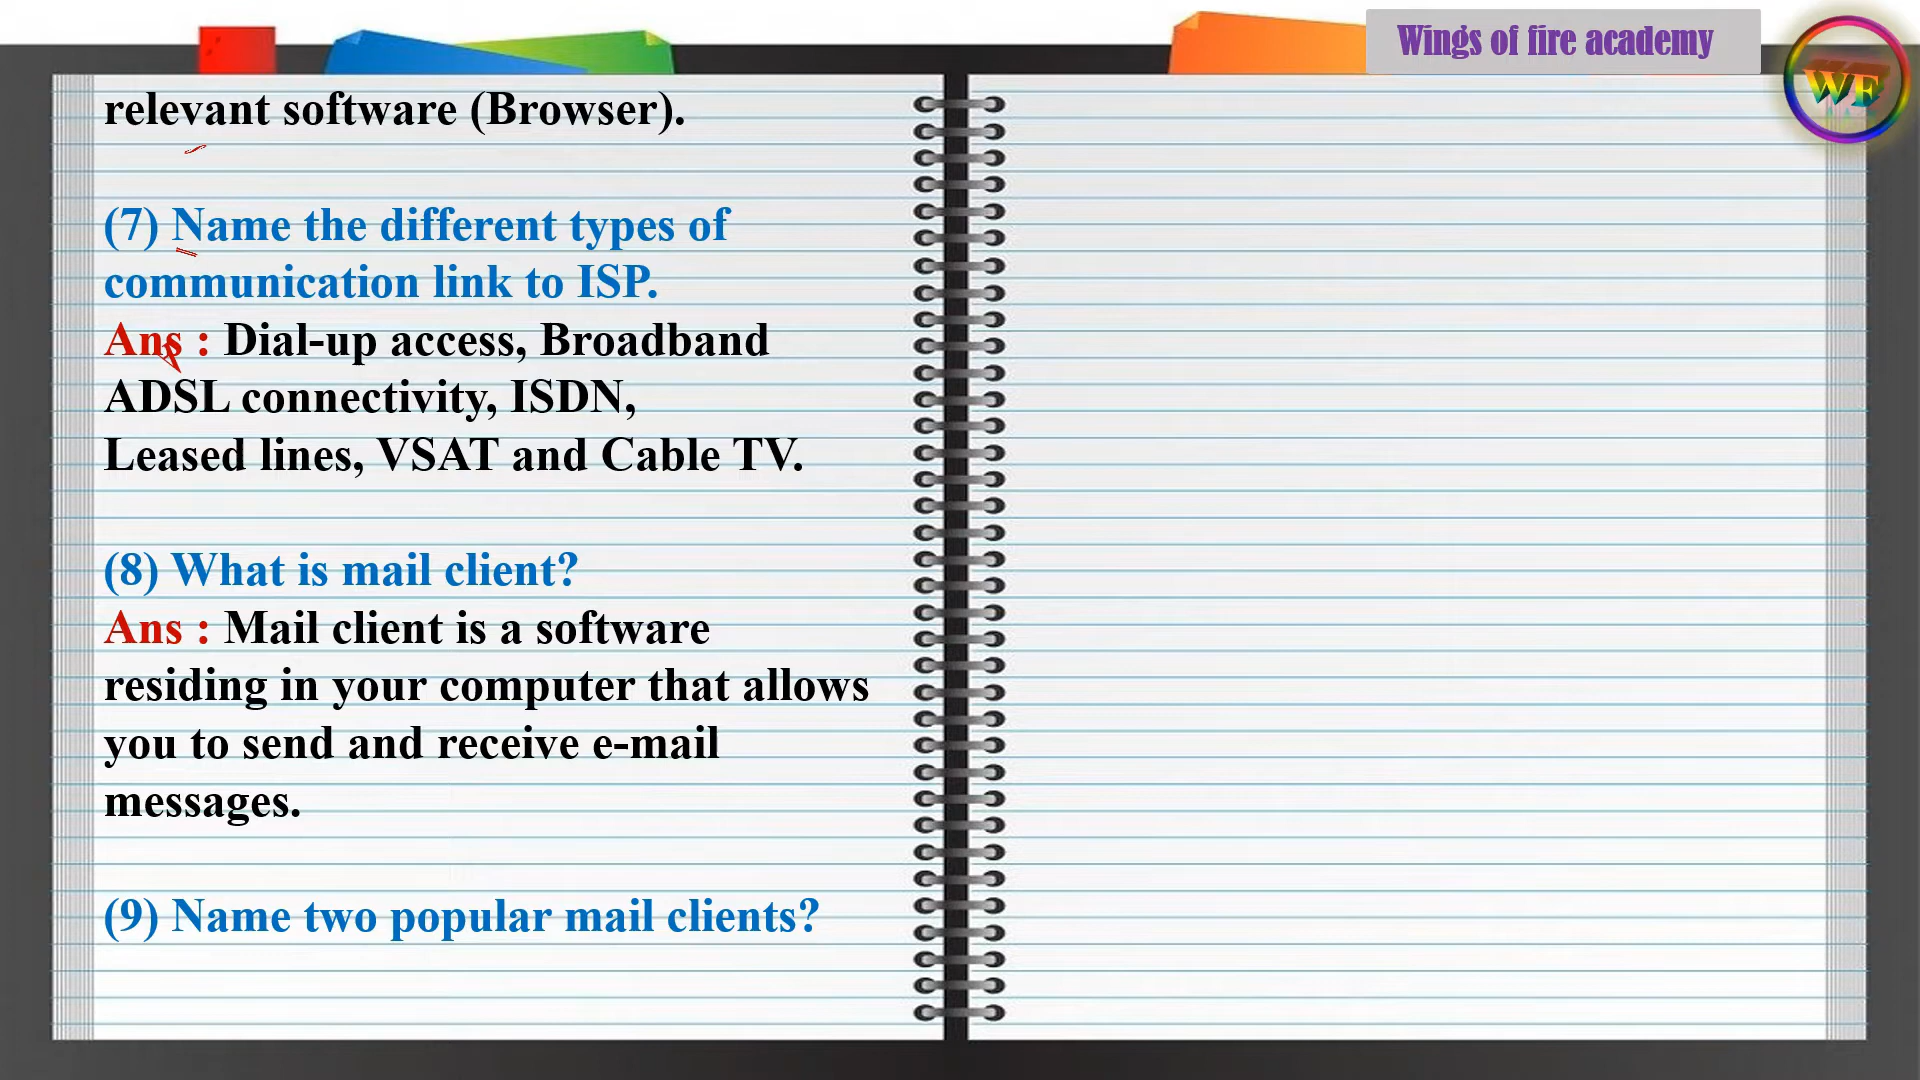 Wings of fire academy
WE
relevant software (Browser).
(7) Name the different types of
communication link to ISP.
Ans : Dial-up access, Broadband
ADSL connectivity, ISDN,
Leased lines, VSAT and Cable TV.
(8) What is mail client?
Ans : Mail client is a software
residing in your computer that allows
you to send and receive e-mail
messages.
(9) Name two popular mail clients?